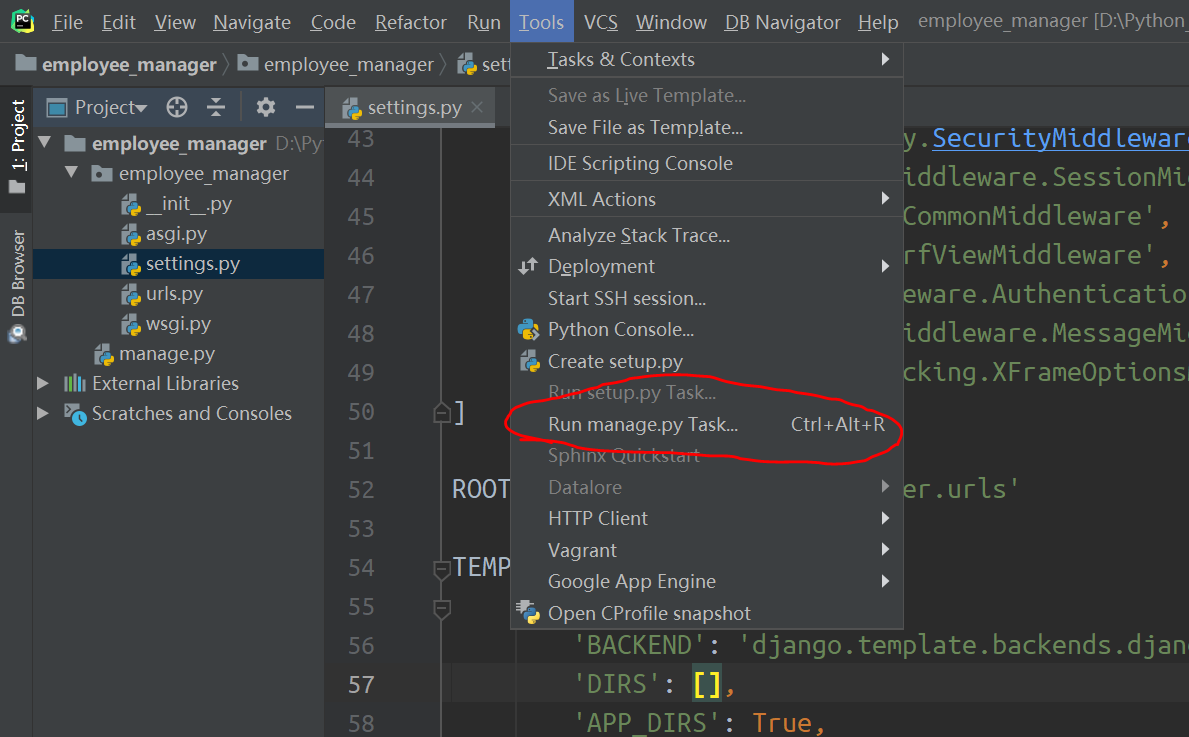 PC File Edit View Navigate Code Refactor Run Tools VCS Window DB Navigator Help employee_manager [D:\Python_
employee_manager employee_manager sett
1: Project
DB Browser
Project
employee_manager D:\Py
employee_manager
__init__.py
asgi.py
settings.py
urls.py
wsgi.py
manage.py
External Libraries
Scratches and Consoles
Tasks & Contexts
Save as Live Template...
Save File as Template...
IDE Scripting Console
XML Actions
Analyze Stack Trace...
Deployment
Start SSH session...
Python Console...
Create setup.py
Run setup.py Task...
Run manage.py Task... Ctrl+Alt+R
Sphinx Quickstart
Datalore
HTTP Client
Vagrant
Google App Engine
Open CProfile snapshot
settings.py
43 y.SecurityMiddleware
44 iddleware.SessionMi
45 CommonMiddleware',
46 rfViewMiddleware',
47 eware.Authenticatio
48 iddleware.MessageMi
49 cking.XFrameOptions
50 ]
51
52 ROOT er.urls'
53
54 TEMP
55
56 'BACKEND': 'django.template.backends.djan
57 'DIRS': [],
58 'APP_DIRS': True,